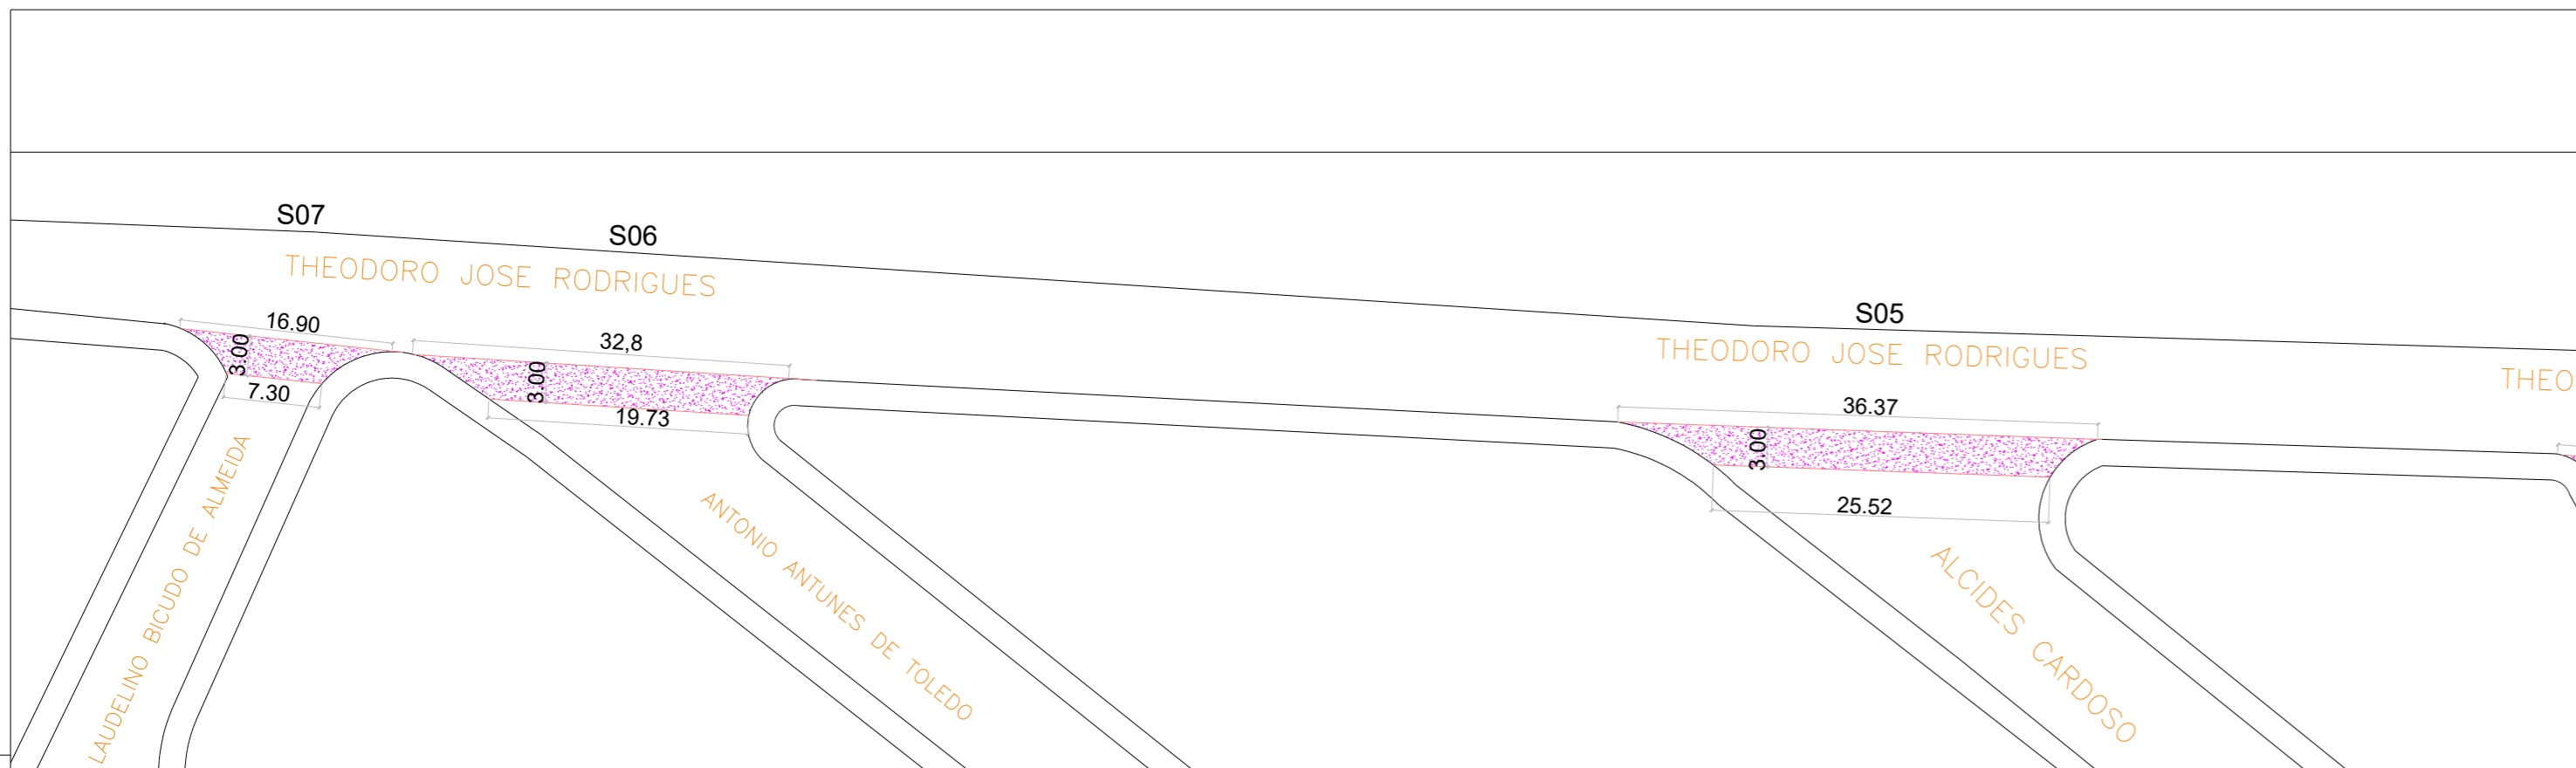 S07
S06
THEODORO JOSE RODRIGUES
S05
THEODORO JOSE RODRIGUES
THEO
16.90
3.00
7.30
32,8
3.00
19.73
36.37
3.00
25.52
LAUDELINO BICUDO DE ALMEIDA
ANTONIO ANTUNES DE TOLEDO
ALCIDES CARDOSO